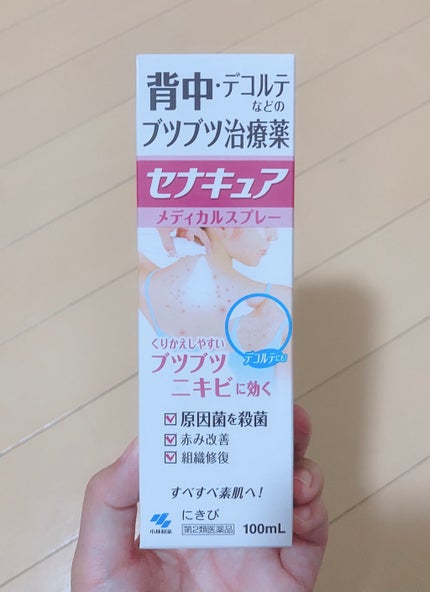 背中・デコルテ
などの
ブツブツ治療薬
セナキュア
メディカルスプレー
くりかえしやすい
ブツブツ
ニキビに効く
デコルテにも!
原因菌を殺菌
赤み改善
組織修復
すべすべ素肌へ!
にきび
小林製薬
第2類医薬品
100mL